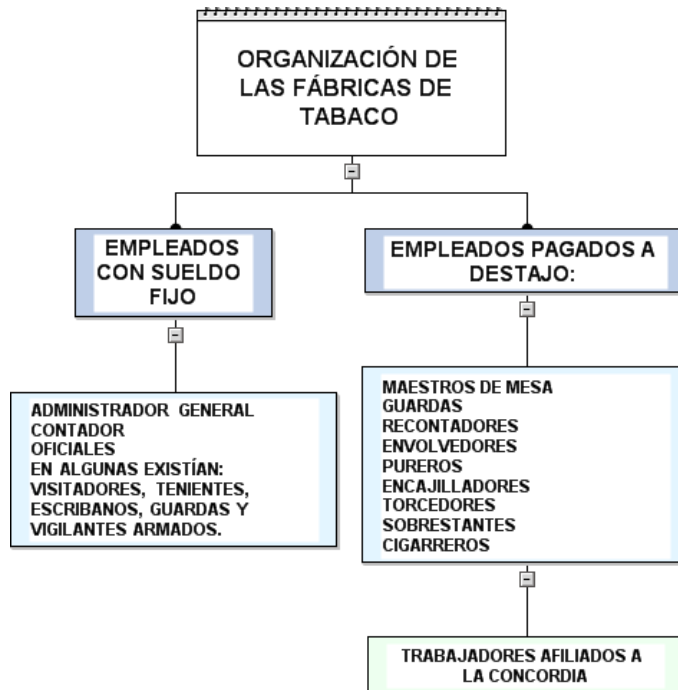 ORGANIZACIÓN DE
LAS FÁBRICAS DE
TABACO
EMPLEADOS
CON SUELDO
FIJO
EMPLEADOS PAGADOS A
DESTAJO:
ADMINISTRADOR GENERAL
CONTADOR
OFICIALES
EN ALGUNAS EXISTÍAN:
VISITADORES, TENIENTES,
ESCRIBANOS, GUARDAS Y
VIGILANTES ARMADOS.
MAESTROS DE MESA
GUARDAS
RECONTADORES
ENVOLVEDORES
PUREROS
ENCAJILLADORES
TORCEDORES
SOBRESTANTES
CIGARREROS
TRABAJADORES AFILIADOS A
LA CONCORDIA